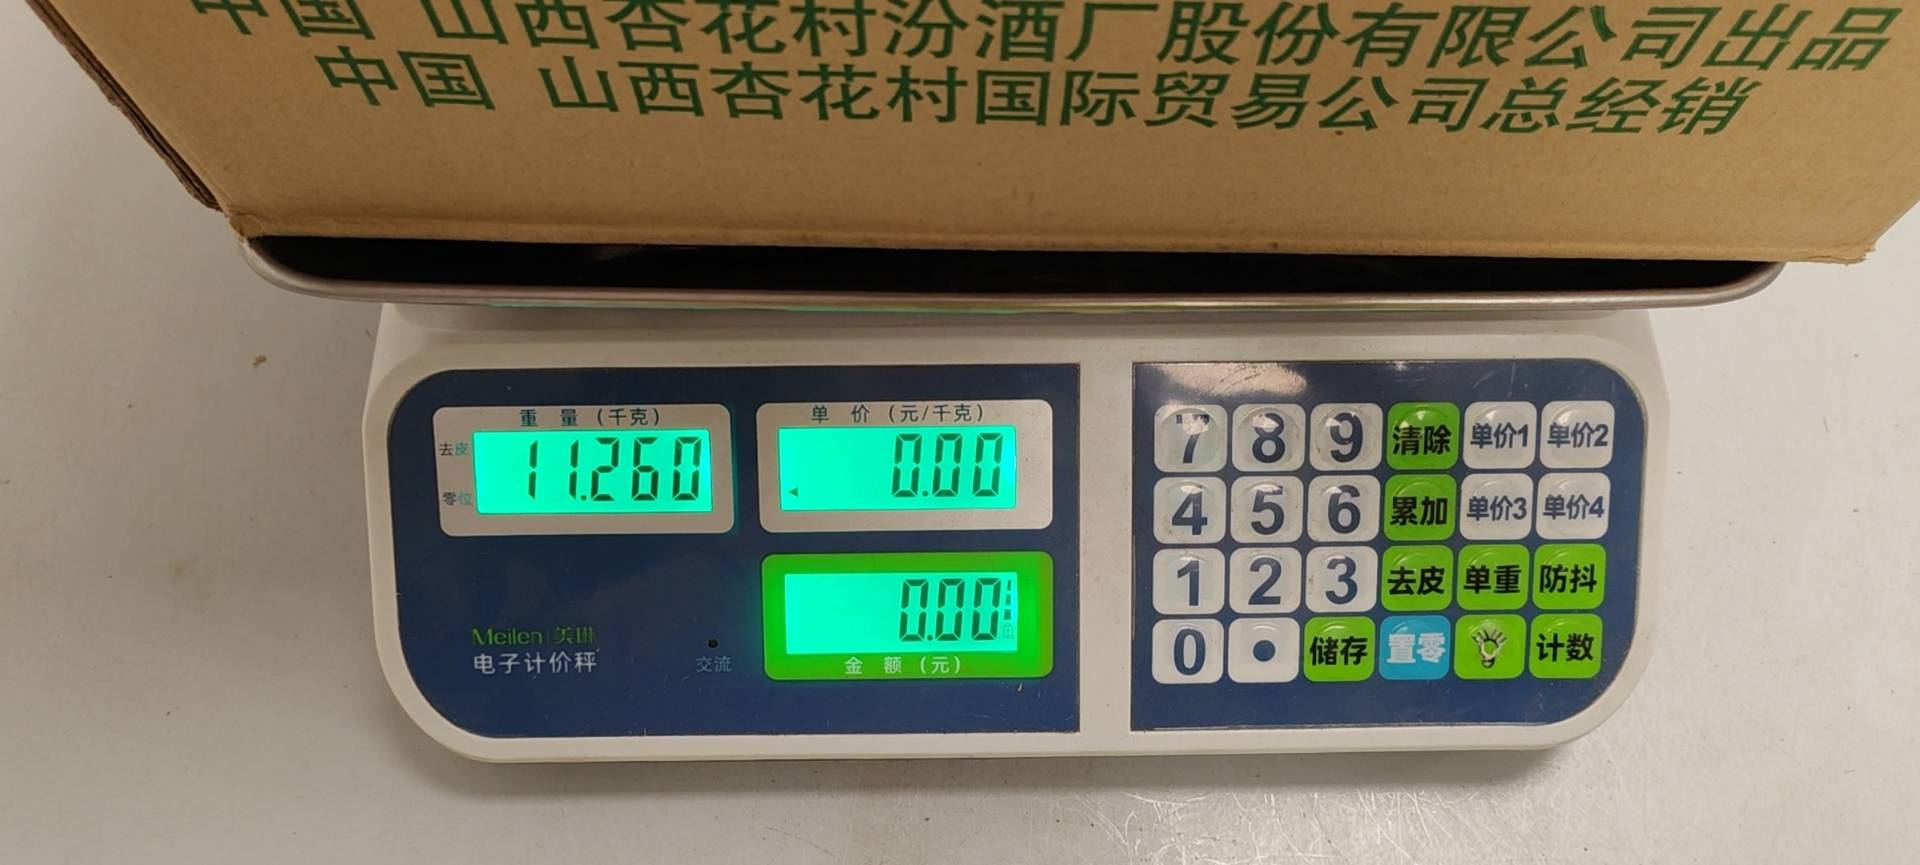 中国 山西杏花村汾酒厂股份有限公司出品
中国 山西杏花村国际贸易公司总经销
重 量 (千克)
去皮
零位
11.260
单 价 (元/千克)
0.00
0.00
金 额 (元)
Meilen 美琳
电子计价秤
交流
7 8 9 清除 单价1 单价2
4 5 6 累加 单价3 单价4
1 2 3 去皮 单重 防抖
0 • 储存 置零 计数